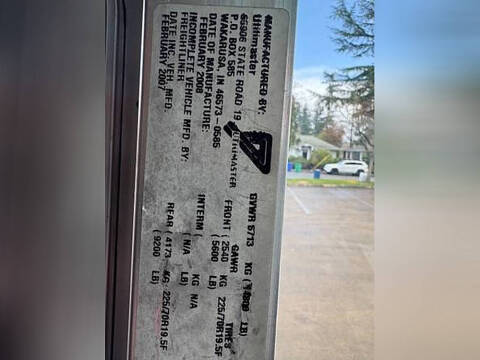 MANUFACTURED BY:
Utilimaster
65906 STATE ROAD 19
P.O. BOX 585
WAKARUSA, IN 46573-0585
DATE OF MANUFACTURE:
FEBRUARY 2008
INCOMPLETE VEHICLE MFD. BY:
FREIGHTLINER
DATE INC. VEH. MFD.
FEBRUARY 2007
UTILIMASTER
GVWR 5713 KG ( 14800 LB)
GAWR TIRES
FRONT ( 2540 KG 225/70R19.5F
( 5600 LB)
INTERM ( KG N/A
( N/A LB)
REAR ( 4173 KG 225/70R19.5F
( 9200 LB)